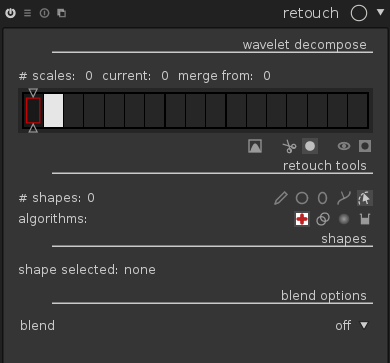 retouch
wavelet decompose
# scales: 0 current: 0 merge from: 0
retouch tools
# shapes: 0
algorithms:
shapes
shape selected: none
blend options
blend off